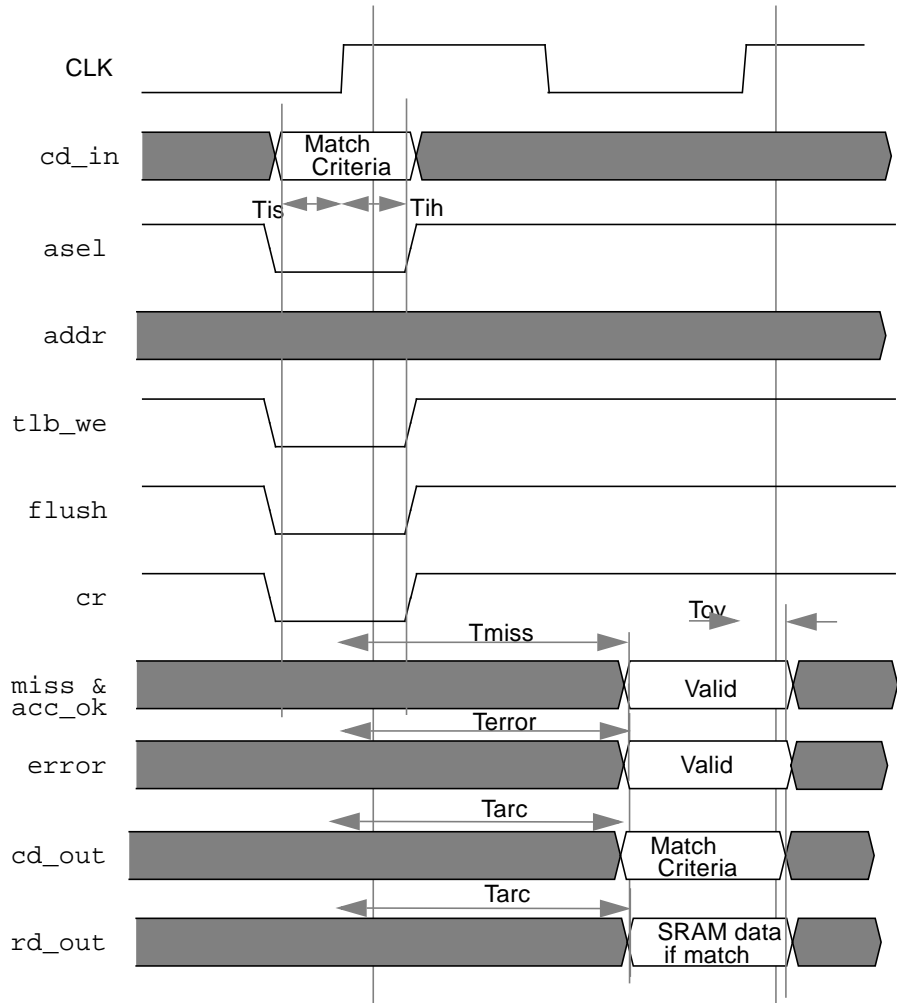 CLK
cd_in
Match
Criteria
Tis
Tih
asel
addr
tlb_we
flush
cr
Tov
Tmiss
miss &
acc_ok
Valid
Terror
error
Valid
Tarc
cd_out
Match
Criteria
Tarc
rd_out
SRAM data
if match